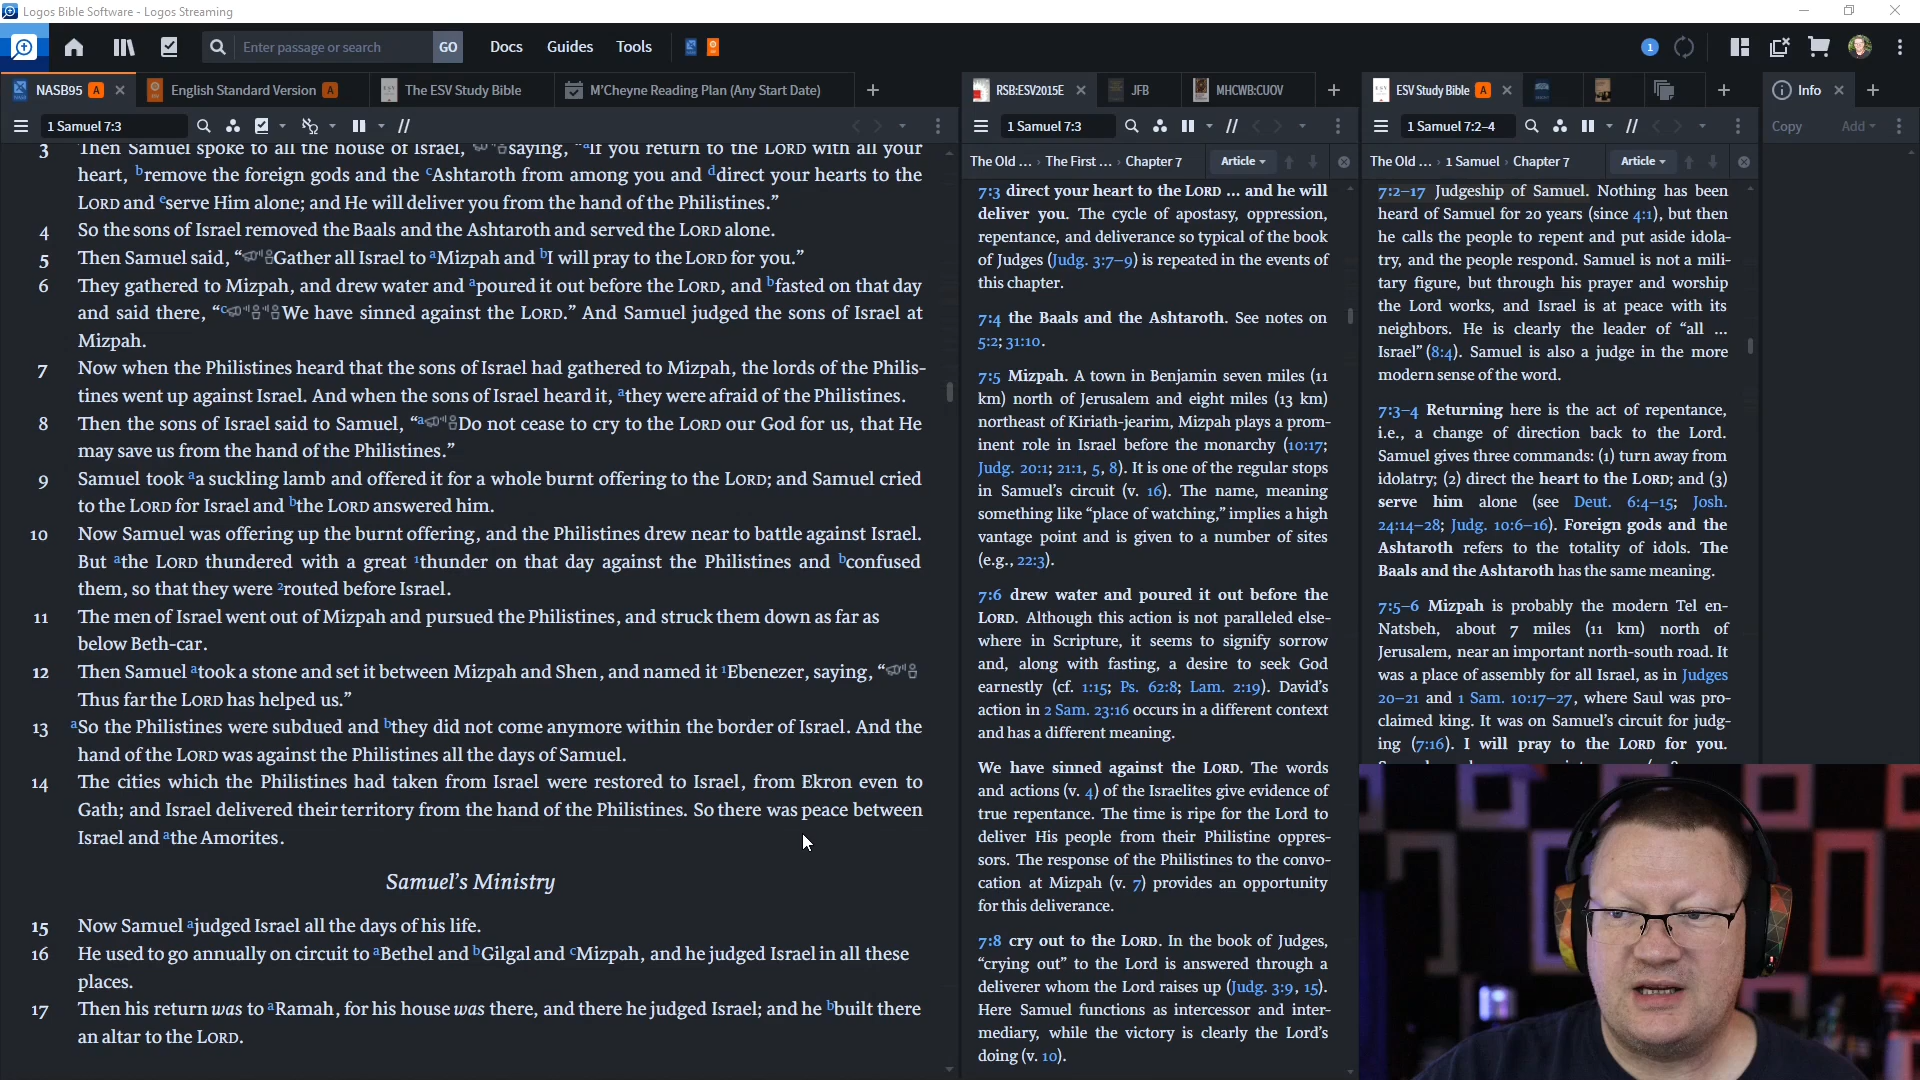 Logos Bible Software - Logos Streaming
Enter passage or search
GO
Docs
Guides
Tools
1
NASB95 A
English Standard Version A
The ESV Study Bible
M'Cheyne Reading Plan (Any Start Date)
1 Samuel 7:3
3 Then Samuel spoke to all the house of Israel, saying, “aIf you return to the LORD with all your
heart, bremove the foreign gods and the cAshtaroth from among you and ddirect your hearts to the
LORD and eserve Him alone; and He will deliver you from the hand of the Philistines.”
4 So the sons of Israel removed the Baals and the Ashtaroth and served the LORD alone.
5 Then Samuel said, “Gather all Israel to aMizpah and bI will pray to the LORD for you.”
6 They gathered to Mizpah, and drew water and apoured it out before the LORD, and bfasted on that day
and said there, “cWe have sinned against the LORD.” And Samuel judged the sons of Israel at
Mizpah.
7 Now when the Philistines heard that the sons of Israel had gathered to Mizpah, the lords of the Philis-
tines went up against Israel. And when the sons of Israel heard it, athey were afraid of the Philistines.
8 Then the sons of Israel said to Samuel, “aDo not cease to cry to the LORD our God for us, that He
may save us from the hand of the Philistines.”
9 Samuel took aa suckling lamb and offered it for a whole burnt offering to the LORD; and Samuel cried
to the LORD for Israel and bthe LORD answered him.
10 Now Samuel was offering up the burnt offering, and the Philistines drew near to battle against Israel.
But athe LORD thundered with a great 1thunder on that day against the Philistines and bconfused
them, so that they were 2routed before Israel.
11 The men of Israel went out of Mizpah and pursued the Philistines, and struck them down as far as
below Beth-car.
12 Then Samuel atook a stone and set it between Mizpah and Shen, and named it 1Ebenezer, saying, “
Thus far the LORD has helped us.”
13 aSo the Philistines were subdued and bthey did not come anymore within the border of Israel. And the
hand of the LORD was against the Philistines all the days of Samuel.
14 The cities which the Philistines had taken from Israel were restored to Israel, from Ekron even to
Gath; and Israel delivered their territory from the hand of the Philistines. So there was peace between
Israel and athe Amorites.
Samuel’s Ministry
15 Now Samuel ajudged Israel all the days of his life.
16 He used to go annually on circuit to aBethel and bGilgal and cMizpah, and he judged Israel in all these
places.
17 Then his return was to aRamah, for his house was there, and there he judged Israel; and he bbuilt there
an altar to the LORD.
RSB:ESV2015E
JFB
MHCWB:CUOV
1 Samuel 7:3
The Old ... › The First ... › Chapter 7
Article
7:3 direct your heart to the LORD ... and he will
deliver you. The cycle of apostasy, oppression,
repentance, and deliverance so typical of the book
of Judges (Judg. 3:7–9) is repeated in the events of
this chapter.
7:4 the Baals and the Ashtaroth. See notes on
5:2; 31:10.
7:5 Mizpah. A town in Benjamin seven miles (11
km) north of Jerusalem and eight miles (13 km)
northeast of Kiriath-jearim, Mizpah plays a prom-
inent role in Israel before the monarchy (10:17;
Judg. 20:1; 21:1, 5, 8). It is one of the regular stops
in Samuel’s circuit (v. 16). The name, meaning
something like “place of watching,” implies a high
vantage point and is given to a number of sites
(e.g., 22:3).
7:6 drew water and poured it out before the
LORD. Although this action is not paralleled else-
where in Scripture, it seems to signify sorrow
and, along with fasting, a desire to seek God
earnestly (cf. 1:15; Ps. 62:8; Lam. 2:19). David’s
action in 2 Sam. 23:16 occurs in a different context
and has a different meaning.
We have sinned against the LORD. The words
and actions (v. 4) of the Israelites give evidence of
true repentance. The time is ripe for the Lord to
deliver His people from their Philistine oppres-
sors. The response of the Philistines to the convo-
cation at Mizpah (v. 7) provides an opportunity
for this deliverance.
7:8 cry out to the LORD. In the book of Judges,
“crying out” to the Lord is answered through a
deliverer whom the Lord raises up (Judg. 3:9, 15).
Here Samuel functions as intercessor and inter-
mediary, while the victory is clearly the Lord’s
doing (v. 10).
ESV Study Bible A
1 Samuel 7:2–4
The Old ... › 1 Samuel › Chapter 7
Article
7:2–17 Judgeship of Samuel. Nothing has been
heard of Samuel for 20 years (since 4:1), but then
he calls the people to repent and put aside idola-
try, and the people respond. Samuel is not a mili-
tary figure, but through his prayer and worship
the Lord works, and Israel is at peace with its
neighbors. He is clearly the leader of “all ...
Israel” (8:4). Samuel is also a judge in the more
modern sense of the word.
7:3–4 Returning here is the act of repentance,
i.e., a change of direction back to the Lord.
Samuel gives three commands: (1) turn away from
idolatry; (2) direct the heart to the LORD; and (3)
serve him alone (see Deut. 6:4–15; Josh.
24:14–28; Judg. 10:6–16). Foreign gods and the
Ashtaroth refers to the totality of idols. The
Baals and the Ashtaroth has the same meaning.
7:5–6 Mizpah is probably the modern Tel en-
Natsbeh, about 7 miles (11 km) north of
Jerusalem, near an important north-south road. It
was a place of assembly for all Israel, as in Judges
20–21 and 1 Sam. 10:17–27, where Saul was pro-
claimed king. It was on Samuel’s circuit for judg-
ing (7:16). I will pray to the LORD for you.
Info
Copy
Add